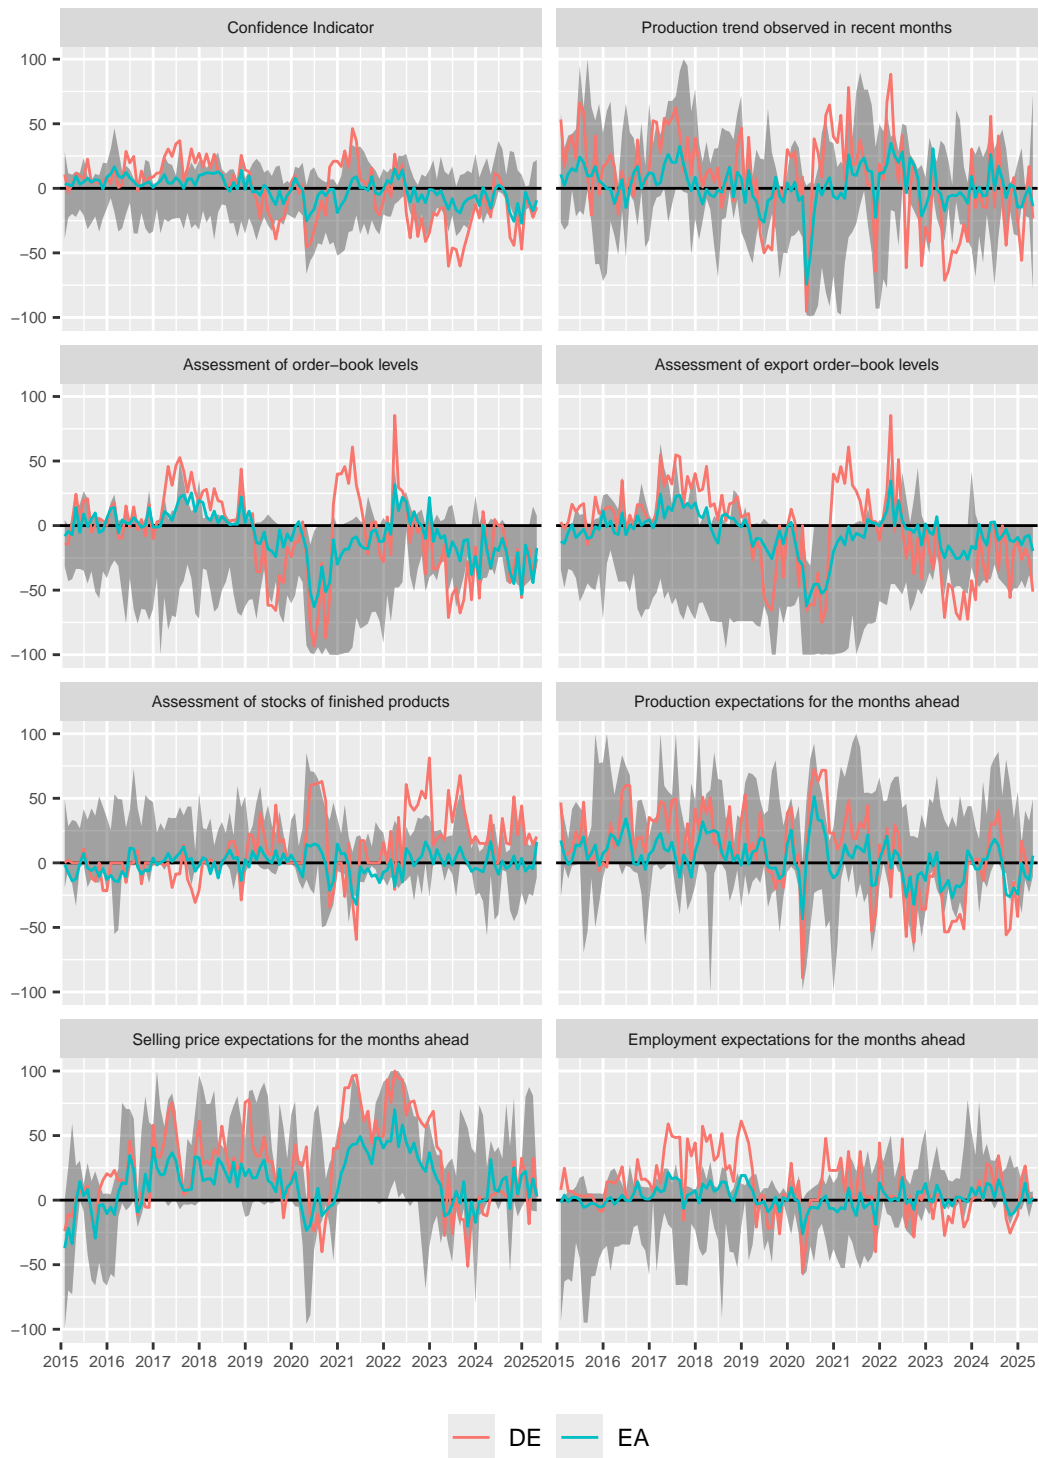 Confidence Indicator
Production trend observed in recent months
100
50
0
−50
−100
Assessment of order−book levels
Assessment of export order−book levels
100
50
0
−50
−100
Assessment of stocks of finished products
Production expectations for the months ahead
100
50
0
−50
−100
Selling price expectations for the months ahead
Employment expectations for the months ahead
100
50
0
−50
−100
2015 2016 2017 2018 2019 2020 2021 2022 2023 2024 2025
2015 2016 2017 2018 2019 2020 2021 2022 2023 2024 2025
DE EA